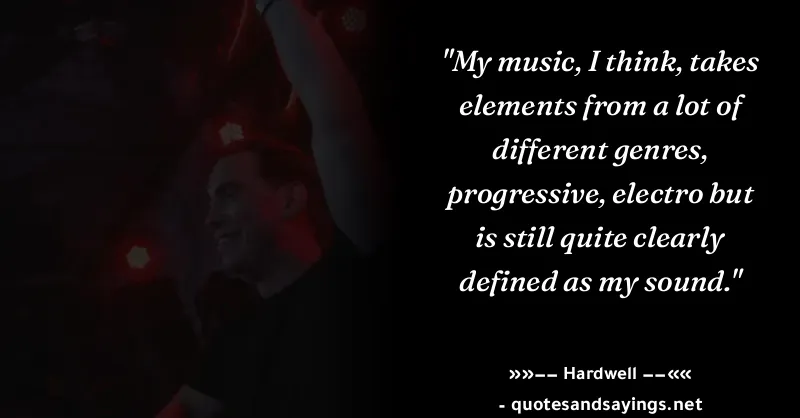 "My music, I think, takes
elements from a lot of
different genres,
progressive, electro but
is still quite clearly
defined as my sound."
»»–– Hardwell ––««
- quotesandsayings.net